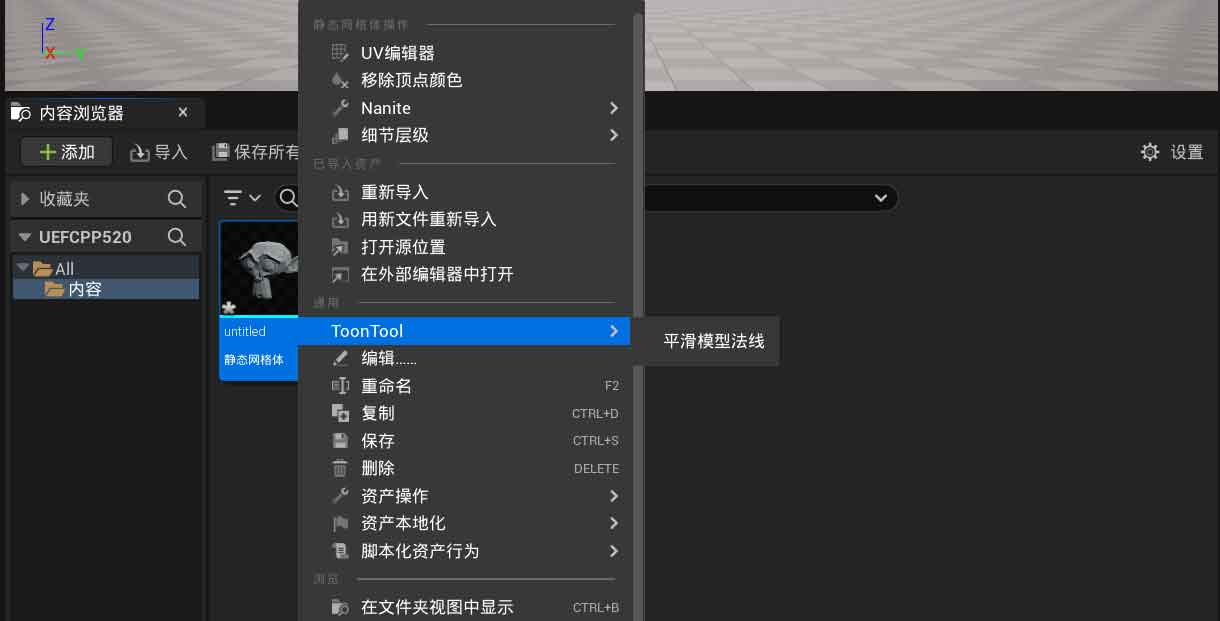 Z
X
Y
内容浏览器
添加
导入
保存所有
设置
收藏夹
UEFCPP520
All
内容
untitled
静态网格体
静态网格体操作
UV编辑器
移除顶点颜色
Nanite
细节层级
已导入资产
重新导入
用新文件重新导入
打开源位置
在外部编辑器中打开
通用
ToonTool
平滑模型法线
编辑......
重命名 F2
复制 CTRL+D
保存 CTRL+S
删除 DELETE
资产操作
资产本地化
脚本化资产行为
浏览
在文件夹视图中显示 CTRL+B